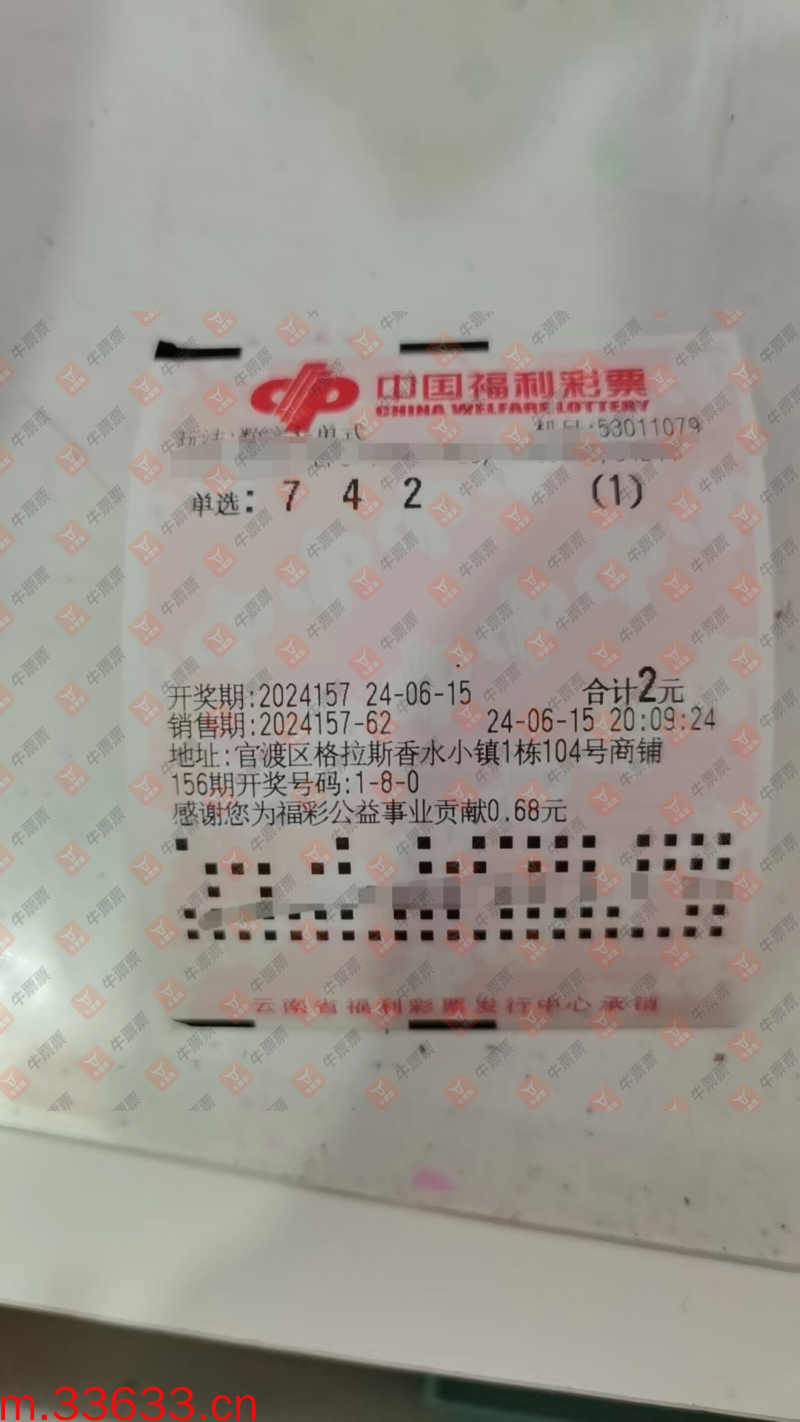 中国福利彩票
CHINA WELFARE LOTTERY
53011079
单选: 7 4 2 (1)
开奖期:2024157 24-06-15 合计2元
销售期:2024157-62 24-06-15 20:09:24
地址:官渡区格拉斯香水小镇1栋104号商铺
156期开奖号码:1-8-0
感谢您为福彩公益事业贡献0.68元
云南省福利彩票发行中心承销
牛票票
m.33633.cn